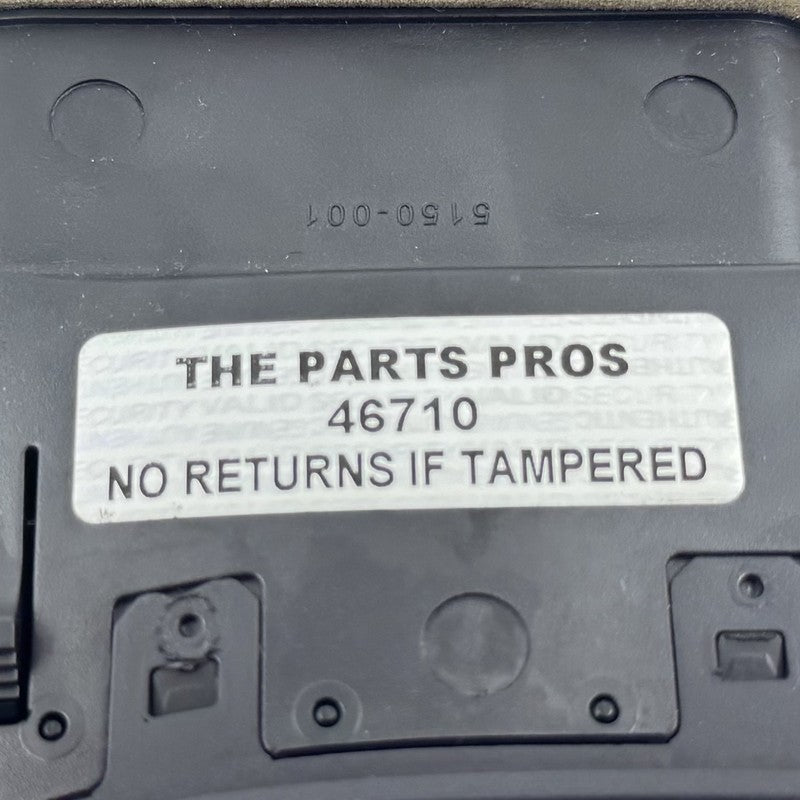 5150-001
THE PARTS PROS
46710
NO RETURNS IF TAMPERED